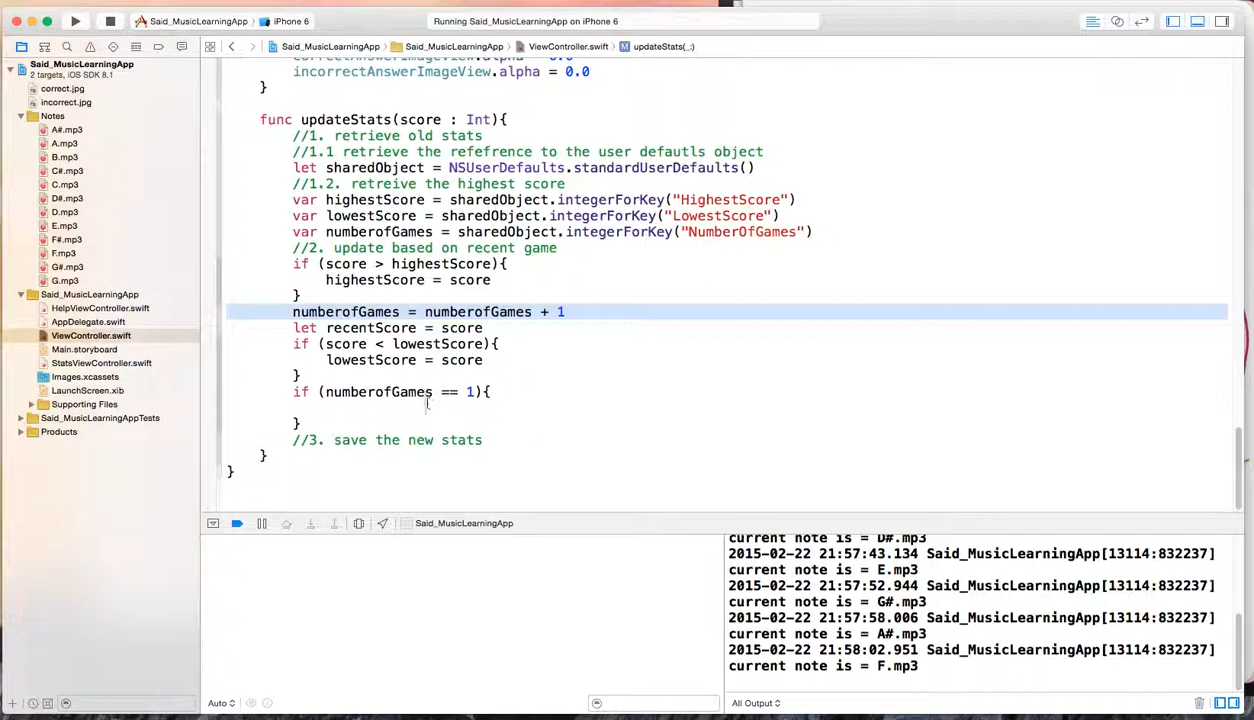 Said_MusicLearningApp
iPhone 6
Running Said_MusicLearningApp on iPhone 6
Said_MusicLearningApp
Said_MusicLearningApp
ViewController.swift
updateStats(_:)
Said_MusicLearningApp
2 targets, iOS SDK 8.1
correct.jpg
incorrect.jpg
Notes
A#.mp3
A.mp3
B.mp3
C#.mp3
C.mp3
D#.mp3
D.mp3
E.mp3
F#.mp3
F.mp3
G#.mp3
G.mp3
Said_MusicLearningApp
HelpViewController.swift
AppDelegate.swift
ViewController.swift
Main.storyboard
StatsViewController.swift
Images.xcassets
LaunchScreen.xib
Supporting Files
Said_MusicLearningAppTests
Products
correctAnswerImageView.alpha = 0.0
incorrectAnswerImageView.alpha = 0.0
}
func updateStats(score : Int){
//1. retrieve old stats
//1.1 retrieve the refefrence to the user defautls object
let sharedObject = NSUserDefaults.standardUserDefaults()
//1.2. retreive the highest score
var highestScore = sharedObject.integerForKey("HighestScore")
var lowestScore = sharedObject.integerForKey("LowestScore")
var numberofGames = sharedObject.integerForKey("NumberOfGames")
//2. update based on recent game
if (score > highestScore){
highestScore = score
}
numberofGames = numberofGames + 1
let recentScore = score
if (score < lowestScore){
lowestScore = score
}
if (numberofGames == 1){
}
//3. save the new stats
}
}
Said_MusicLearningApp
current note is = D#.mp3
2015-02-22 21:57:43.134 Said_MusicLearningApp[13114:832237]
current note is = E.mp3
2015-02-22 21:57:52.944 Said_MusicLearningApp[13114:832237]
current note is = G#.mp3
2015-02-22 21:57:58.006 Said_MusicLearningApp[13114:832237]
current note is = A#.mp3
2015-02-22 21:58:02.951 Said_MusicLearningApp[13114:832237]
current note is = F.mp3
Auto
All Output